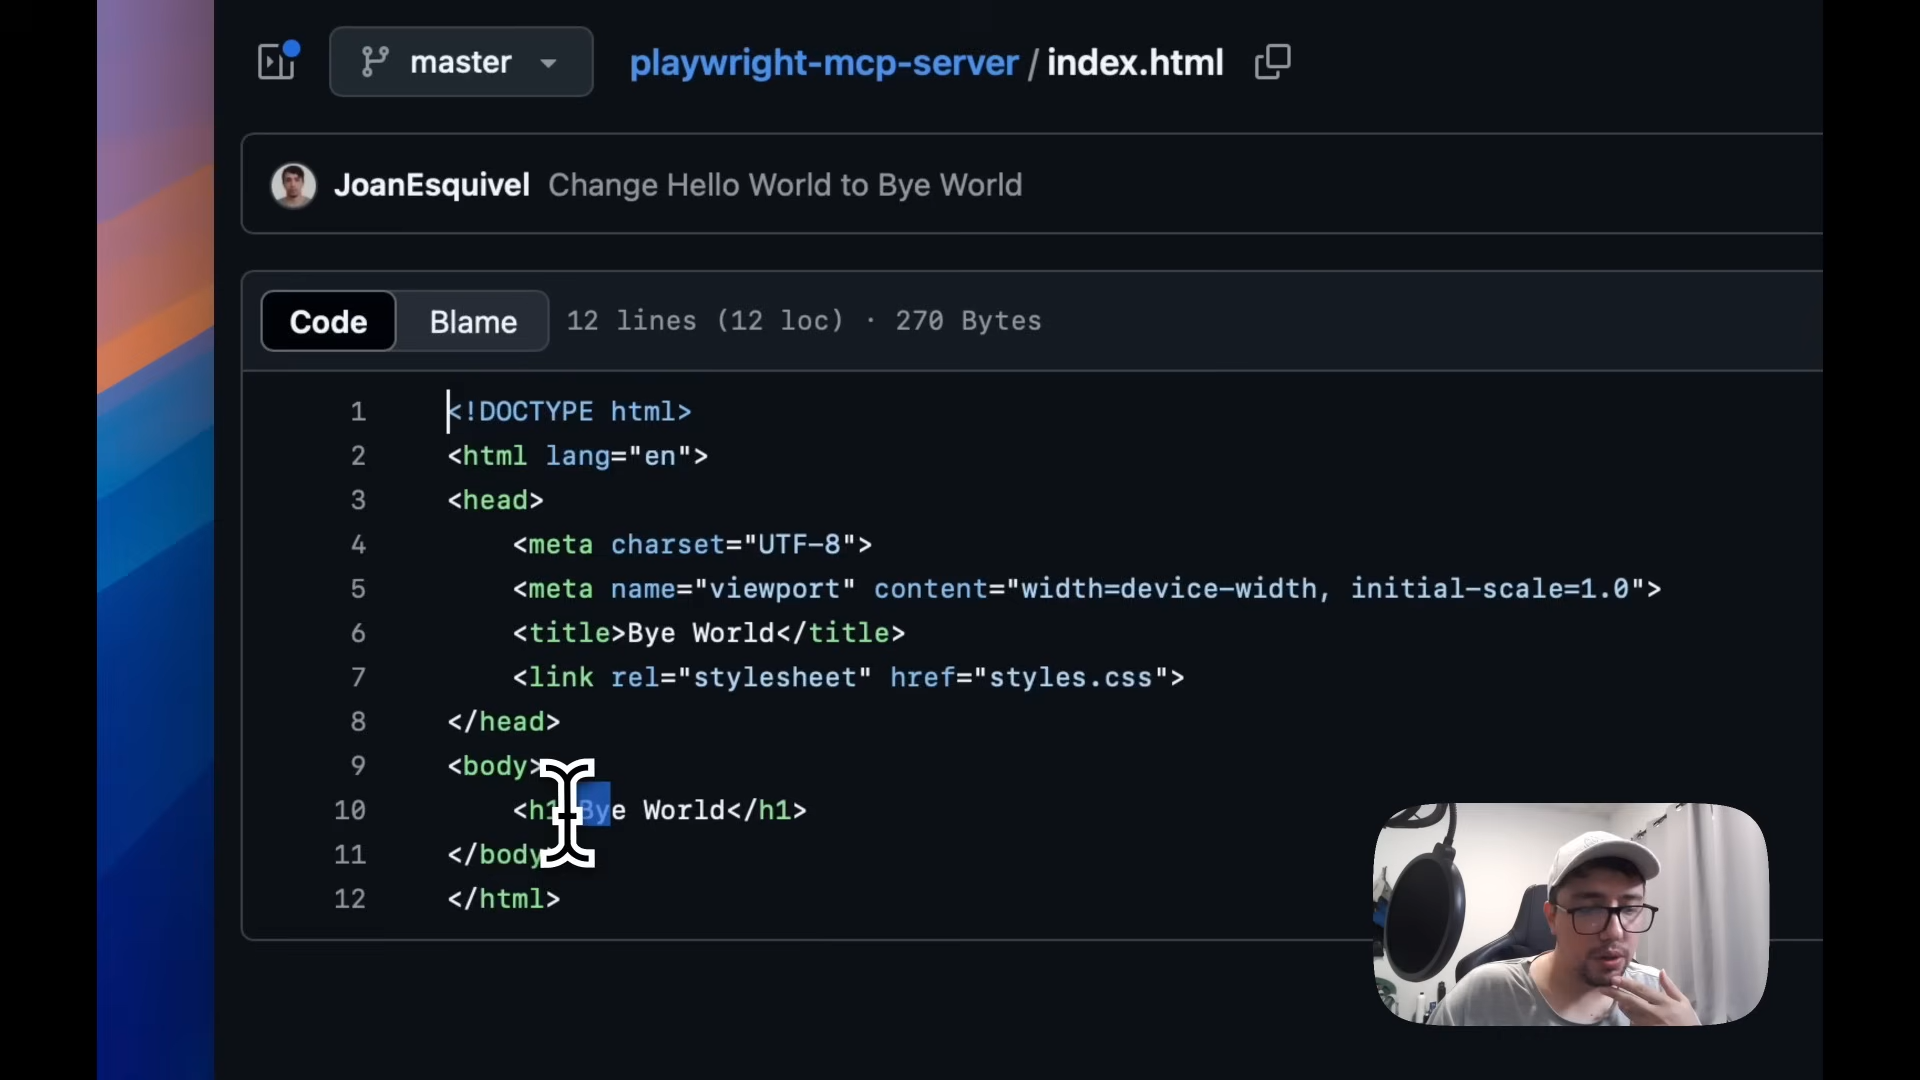 master playwright-mcp-server / index.html
JoanEsquivel Change Hello World to Bye World
Code Blame 12 lines (12 loc) · 270 Bytes
1 <!DOCTYPE html>
2 <html lang="en">
3 <head>
4 <meta charset="UTF-8">
5 <meta name="viewport" content="width=device-width, initial-scale=1.0">
6 <title>Bye World</title>
7 <link rel="stylesheet" href="styles.css">
8 </head>
9 <body>
10 <h1>Bye World</h1>
11 </body>
12 </html>